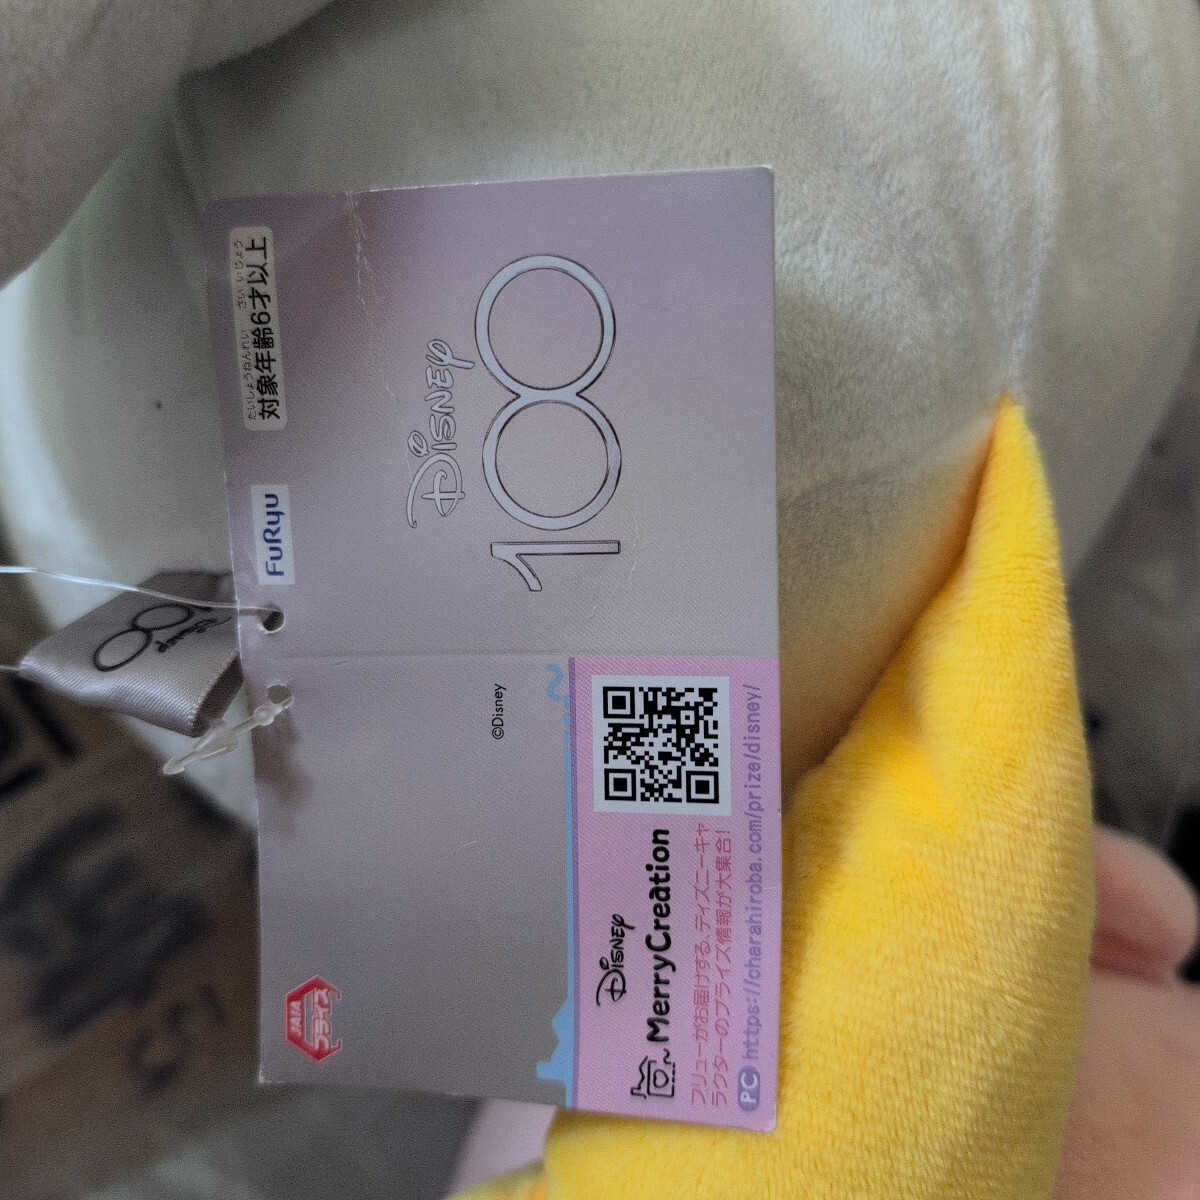 たいしょうねんれい さい いじょう
対象年齢6才以上
FuRyu
Disney
100
©Disney
JAIA
プライズ
Disney
MerryCreation
フリューがお届けする、ディズニーキャ
ラクターのプライズ情報が大集合!
PC https://charahiroba.com/prize/disney/
Disney
100